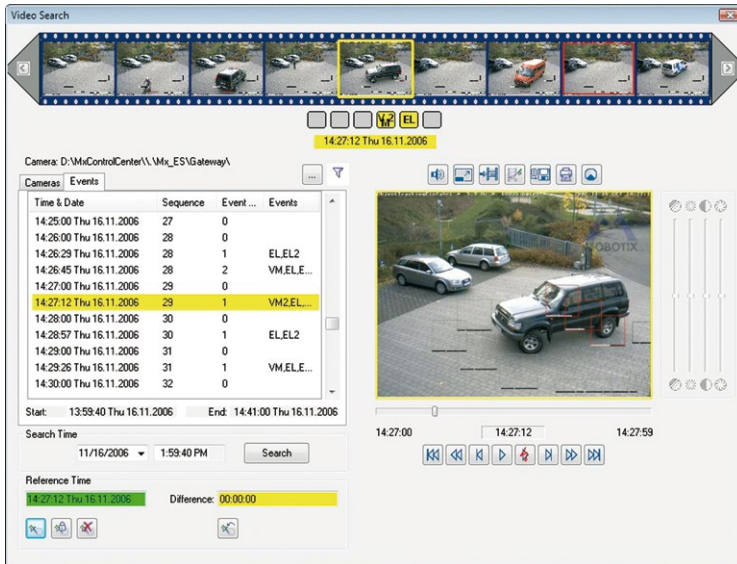 Video Search
EL
14:27:12 Thu 16.11.2006
Camera: D:\MxControlCenter\\.\Mx_ES\Gateway\
...
Cameras Events
Time & Date Sequence Event ... Events
14:25:00 Thu 16.11.2006 27 0
14:26:00 Thu 16.11.2006 28 0
14:26:29 Thu 16.11.2006 28 1 EL,EL2
14:26:45 Thu 16.11.2006 28 2 VM,EL,E...
14:27:00 Thu 16.11.2006 29 0
14:27:12 Thu 16.11.2006 29 1 VM2,EL,...
14:28:00 Thu 16.11.2006 30 0
14:28:57 Thu 16.11.2006 30 1 EL,EL2
14:29:00 Thu 16.11.2006 31 0
14:29:26 Thu 16.11.2006 31 1 VM,EL,E...
14:30:00 Thu 16.11.2006 32 0
Start: 13:59:40 Thu 16.11.2006 End: 14:41:00 Thu 16.11.2006
Search Time
11/16/2006 1:59:40 PM Search
Reference Time
14:27:12 Thu 16.11.2006 Difference: 00:00:00
MOBOTIX
14:27:00 14:27:12 14:27:59